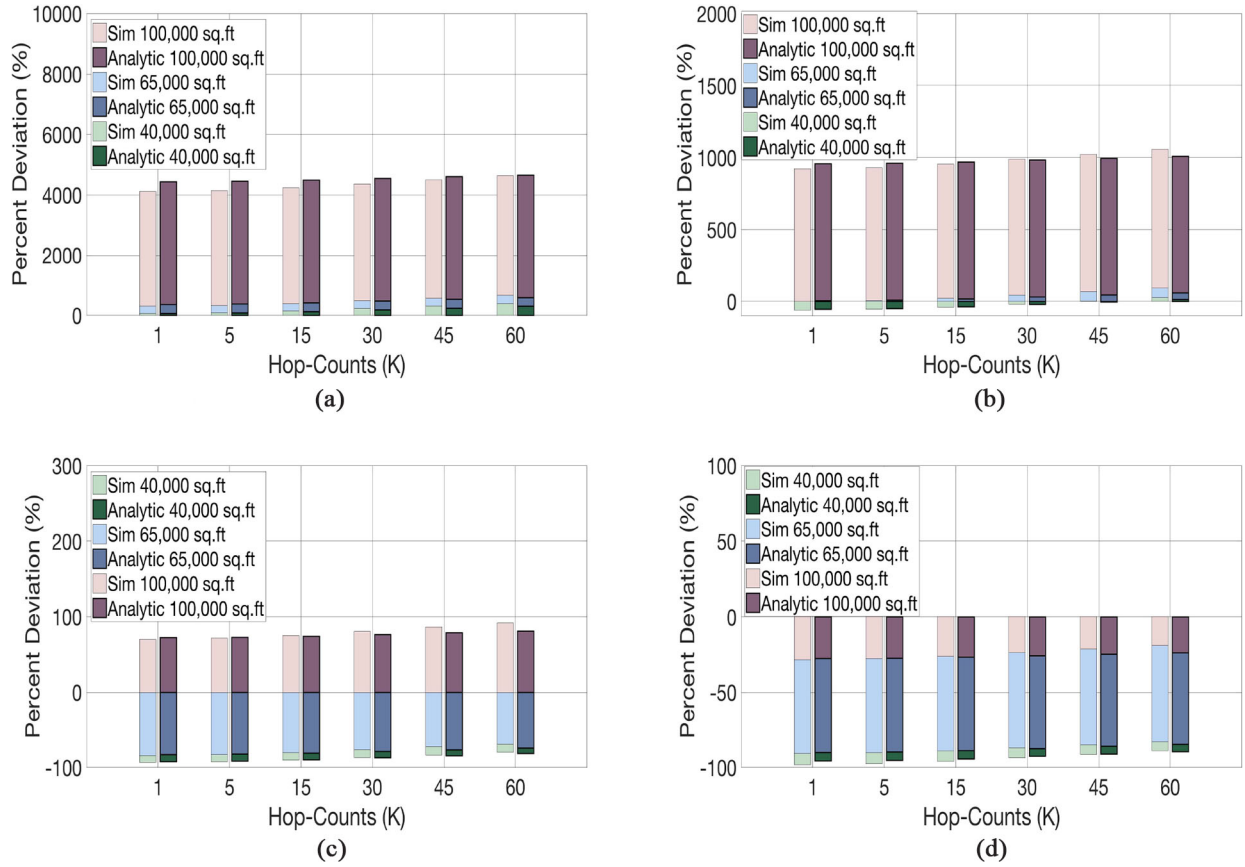 10000
8000
6000
4000
2000
0
Percent Deviation (%)
Sim 100,000 sq.ft
Analytic 100,000 sq.ft
Sim 65,000 sq.ft
Analytic 65,000 sq.ft
Sim 40,000 sq.ft
Analytic 40,000 sq.ft
1 5 15 30 45 60
Hop-Counts (K)
(a)
2000
1500
1000
500
0
Percent Deviation (%)
Sim 100,000 sq.ft
Analytic 100,000 sq.ft
Sim 65,000 sq.ft
Analytic 65,000 sq.ft
Sim 40,000 sq.ft
Analytic 40,000 sq.ft
1 5 15 30 45 60
Hop-Counts (K)
(b)
300
200
100
0
-100
Percent Deviation (%)
Sim 40,000 sq.ft
Analytic 40,000 sq.ft
Sim 65,000 sq.ft
Analytic 65,000 sq.ft
Sim 100,000 sq.ft
Analytic 100,000 sq.ft
1 5 15 30 45 60
Hop-Counts (K)
(c)
100
50
0
-50
-100
Percent Deviation (%)
Sim 40,000 sq.ft
Analytic 40,000 sq.ft
Sim 65,000 sq.ft
Analytic 65,000 sq.ft
Sim 100,000 sq.ft
Analytic 100,000 sq.ft
1 5 15 30 45 60
Hop-Counts (K)
(d)